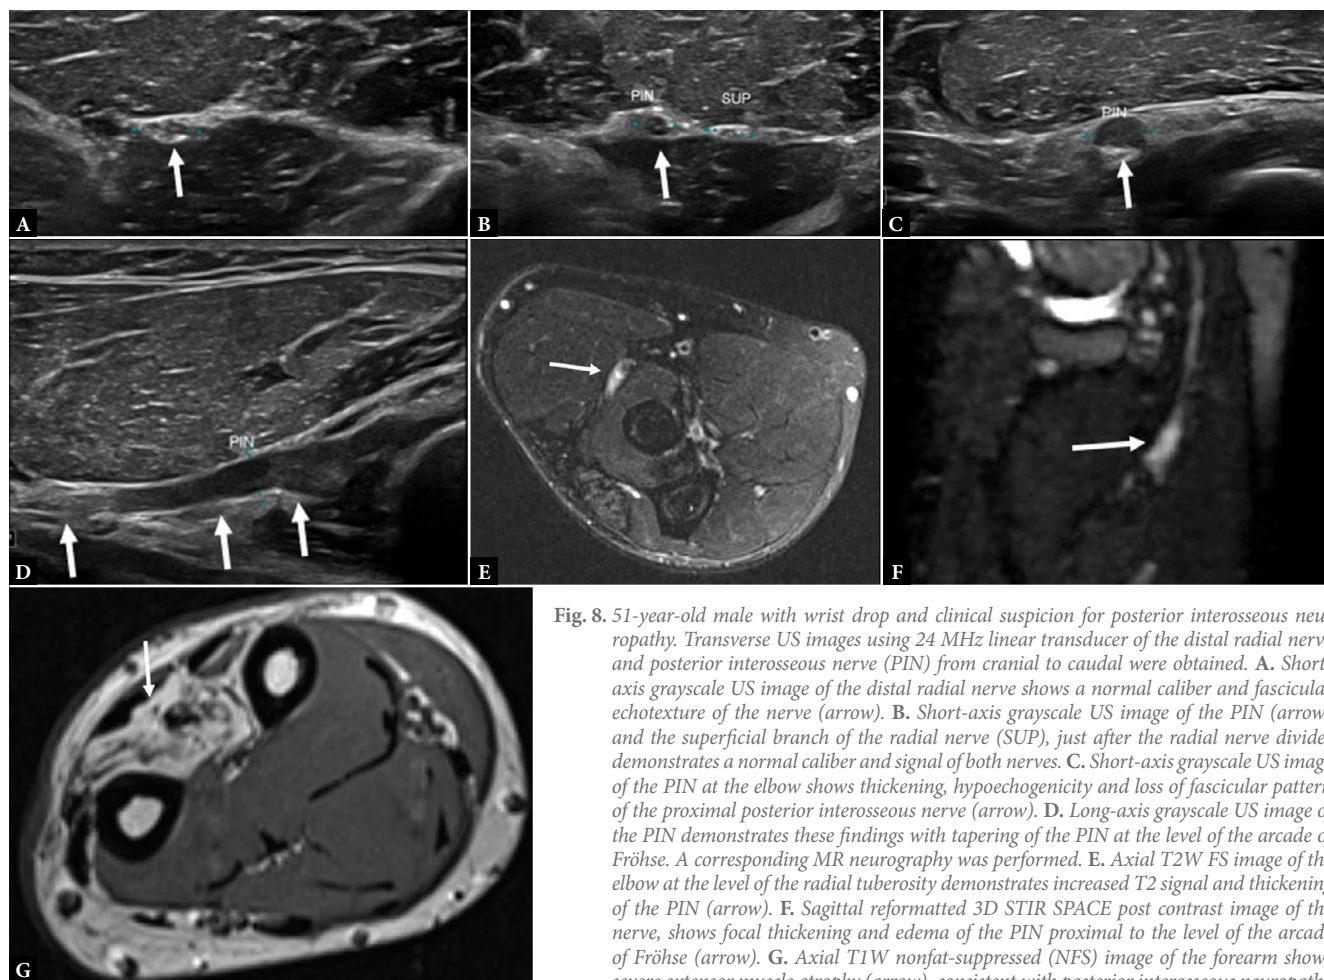 A
PIN
SUP
B
PIN
C
PIN
D
E
F
G
Fig. 8. 51-year-old male with wrist drop and clinical suspicion for posterior interosseous neu
ropathy. Transverse US images using 24 MHz linear transducer of the distal radial nerv
and posterior interosseous nerve (PIN) from cranial to caudal were obtained. A. Short
axis grayscale US image of the distal radial nerve shows a normal caliber and fascicula
echotexture of the nerve (arrow). B. Short-axis grayscale US image of the PIN (arrow
and the superficial branch of the radial nerve (SUP), just after the radial nerve divide
demonstrates a normal caliber and signal of both nerves. C. Short-axis grayscale US imag
of the PIN at the elbow shows thickening, hypoechogenicity and loss of fascicular pattern
of the proximal posterior interosseous nerve (arrow). D. Long-axis grayscale US image o
the PIN demonstrates these findings with tapering of the PIN at the level of the arcade o
Fröhse. A corresponding MR neurography was performed. E. Axial T2W FS image of th
elbow at the level of the radial tuberosity demonstrates increased T2 signal and thickening
of the PIN (arrow). F. Sagittal reformatted 3D STIR SPACE post contrast image of th
nerve, shows focal thickening and edema of the PIN proximal to the level of the arcad
of Fröhse (arrow). G. Axial T1W nonfat-suppressed (NFS) image of the forearm show
severe extensor muscle atrophy (arrow), consistent with posterior interosseous neuropath